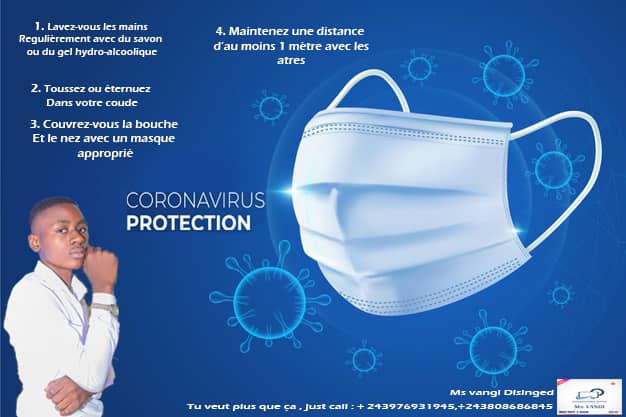 1. Lavez-vous les mains
Regulièrement avec du savon
ou du gel hydro-alcoolique
2. Toussez ou éternuez
Dans votre coude
3. Couvrez-vous la bouche
Et le nez avec un masque
approprié
4. Maintenez une distance
d'au moins 1 mètre avec les
atres
CORONAVIRUS
PROTECTION
Ms vangi Disinged
Tu veut plus que ça , just call : + 243976931945,+243808686845
Ms VANGI